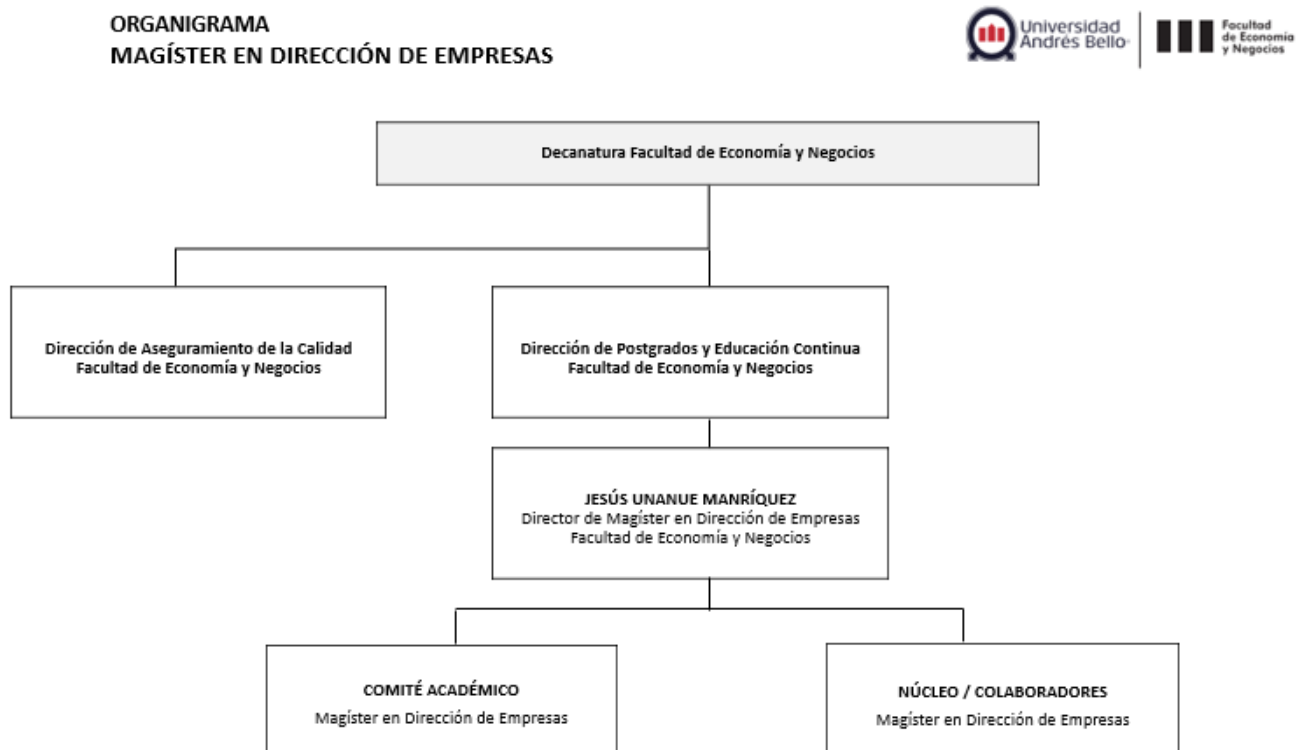 ORGANIGRAMA
MAGÍSTER EN DIRECCIÓN DE EMPRESAS
Universidad
Andrés Bello
Facultad
de Economía
y Negocios
Decanatura Facultad de Economía y Negocios
Dirección de Aseguramiento de la Calidad
Facultad de Economía y Negocios
Dirección de Postgrados y Educación Continua
Facultad de Economía y Negocios
JESÚS UNANUE MANRÍQUEZ
Director de Magíster en Dirección de Empresas
Facultad de Economía y Negocios
COMITÉ ACADÉMICO
Magíster en Dirección de Empresas
NÚCLEO / COLABORADORES
Magíster en Dirección de Empresas